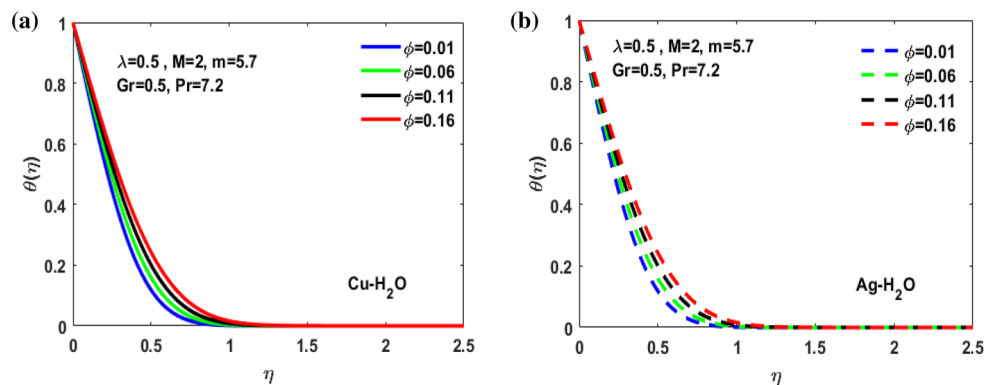 (a)
λ=0.5 , M=2, m=5.7
Gr=0.5, Pr=7.2
ϕ=0.01
ϕ=0.06
ϕ=0.11
ϕ=0.16
Cu-H₂O
θ(η)
1
0.8
0.6
0.4
0.2
0
0 0.5 1 1.5 2 2.5
η
(b)
λ=0.5 , M=2, m=5.7
Gr=0.5, Pr=7.2
ϕ=0.01
ϕ=0.06
ϕ=0.11
ϕ=0.16
Ag-H₂O
θ(η)
1
0.8
0.6
0.4
0.2
0
0 0.5 1 1.5 2 2.5
η